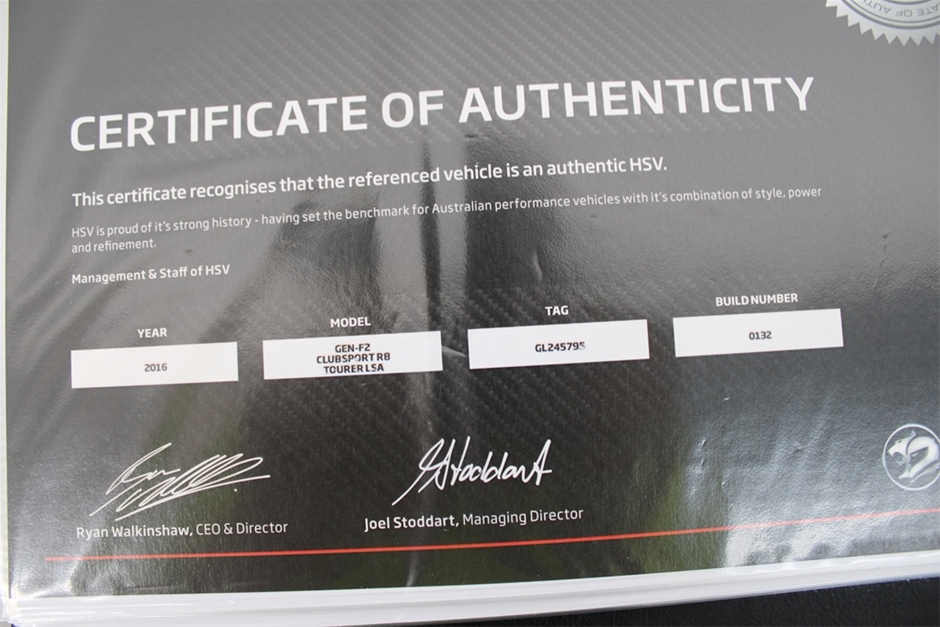 CERTIFICATE OF AUTHENTICITY
This certificate recognises that the referenced vehicle is an authentic HSV.
HSV is proud of it's strong history - having set the benchmark for Australian performance vehicles with it's combination of style, power
and refinement.
Management & Staff of HSV
YEAR
2016
MODEL
GEN-F2
CLUBSPORT R8
TOURER LSA
TAG
GL24579S
BUILD NUMBER
0132
Stoddart
Ryan Walkinshaw, CEO & Director
Joel Stoddart, Managing Director